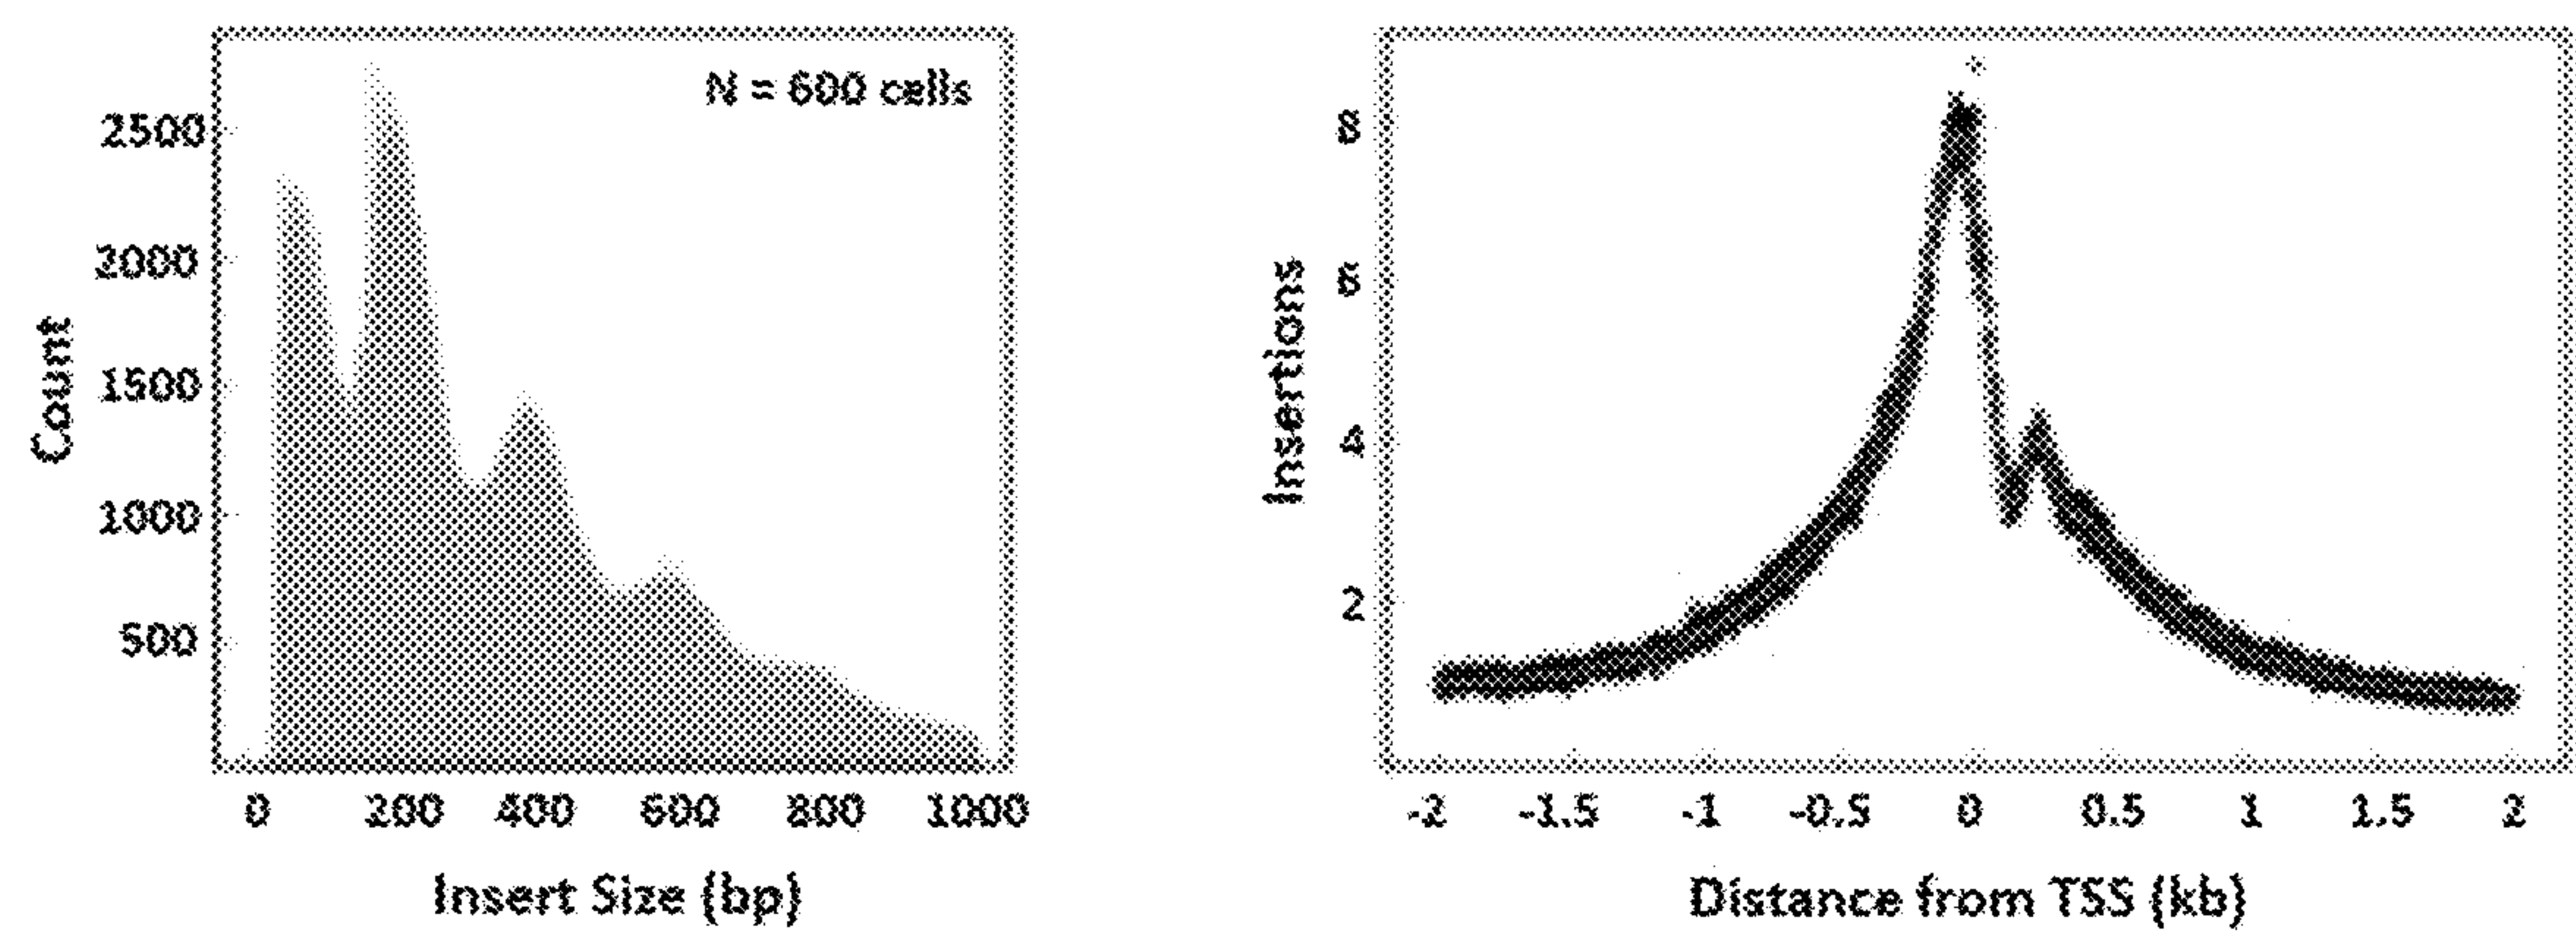 N = 600 cells
2500
2000
1500
1000
500
Count
0 200 400 600 800 1000
Insert Size (bp)
8
6
4
2
Insertions
-2 -1.5 -1 -0.5 0 0.5 1 1.5 2
Distance from TSS (kb)